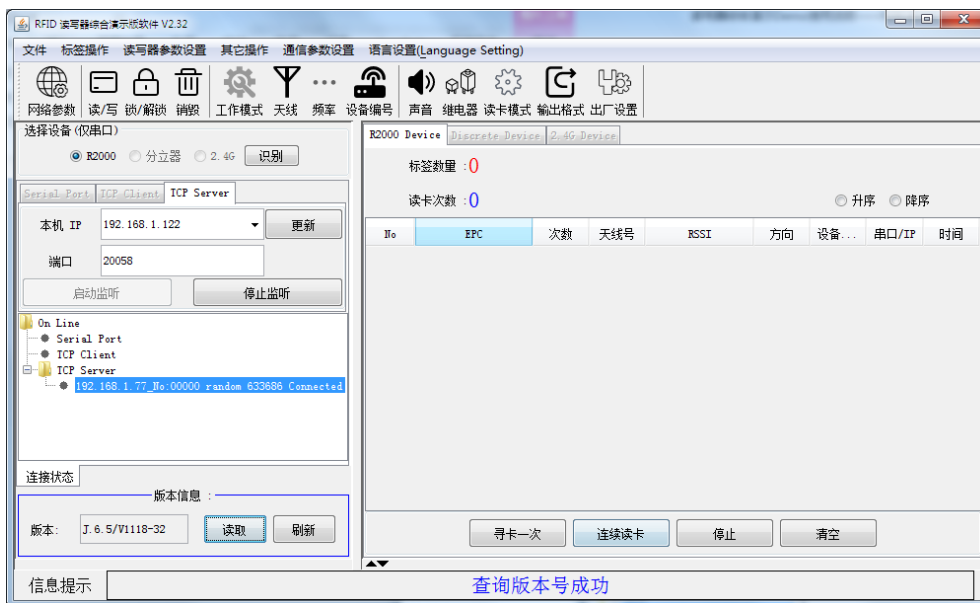 RFID 读写器综合演示版软件 V2.32
文件 标签操作 读写器参数设置 其它操作 通信参数设置 语言设置(Language Setting)
网络参数 读/写 锁/解锁 销毁 工作模式 天线 频率 设备编号 声音 继电器 读卡模式 输出格式 出厂设置
选择设备(仅串口)
R2000 分立器 2.4G 识别
Serial Port TCP Client TCP Server
本机 IP 192.168.1.122 更新
端口 20058
启动监听 停止监听
On Line
Serial Port
TCP Client
TCP Server
192.168.1.77_No:00000 random 633686 Connected
连接状态
版本信息 :
版本: J.6.5/V1118-32 读取 刷新
R2000 Device Discrete Device 2.4G Device
标签数量 :0
读卡次数 :0 升序 降序
No EPC 次数 天线号 RSSI 方向 设备... 串口/IP 时间
寻卡一次 连续读卡 停止 清空
信息提示 查询版本号成功